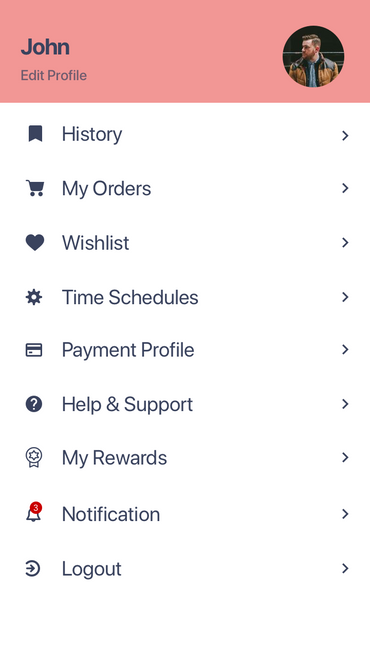 John
Edit Profile
History
My Orders
Wishlist
Time Schedules
Payment Profile
Help & Support
My Rewards
3
Notification
Logout